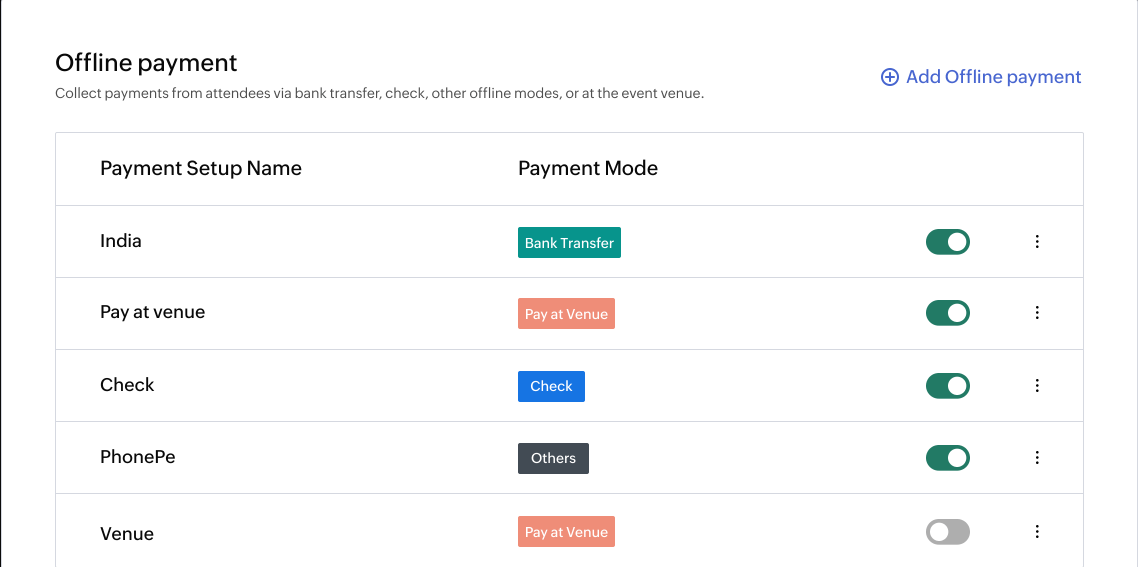 Offline payment
Add Offline payment
Collect payments from attendees via bank transfer, check, other offline modes, or at the event venue.
Payment Setup Name Payment Mode
India Bank Transfer
Pay at venue Pay at Venue
Check Check
PhonePe Others
Venue Pay at Venue